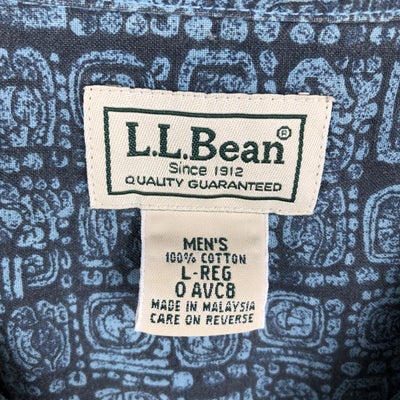 L.L.Bean®
Since 1912
QUALITY GUARANTEED
MEN'S
100% COTTON
L-REG
0 AVC8
MADE IN MALAYSIA
CARE ON REVERSE